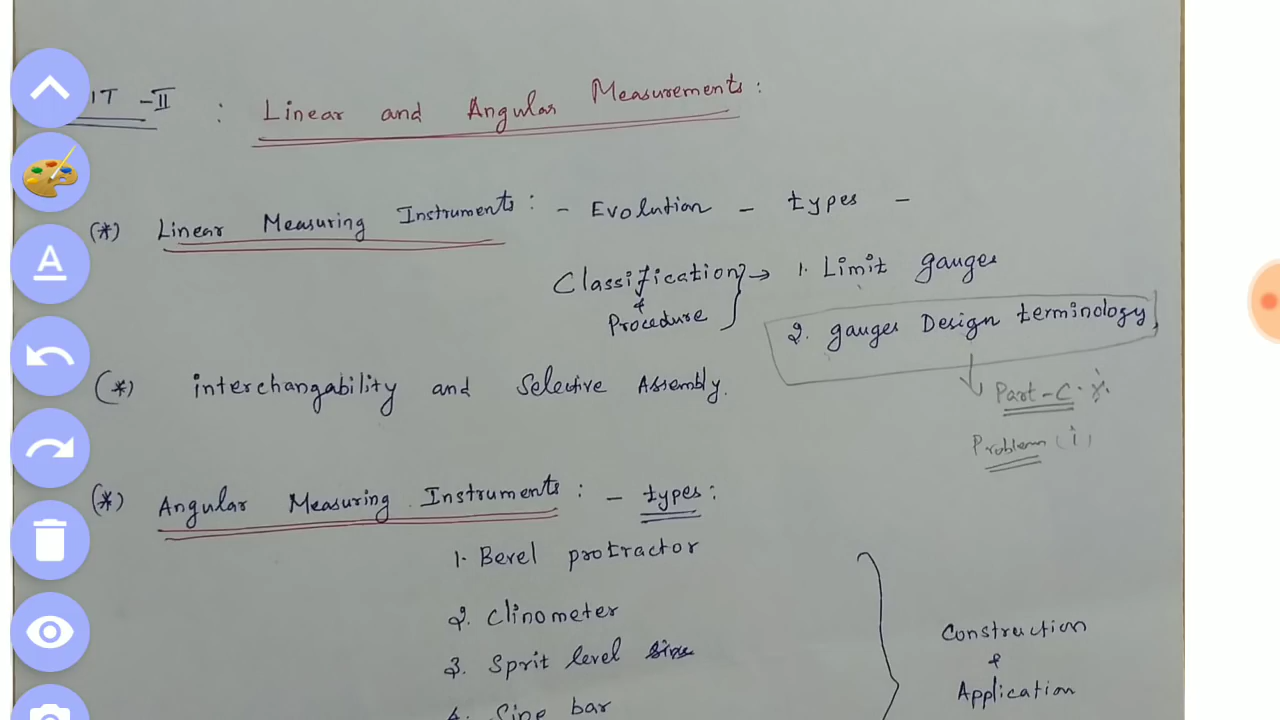 IT - II : Linear and Angular Measurements :
(*) Linear Measuring Instruments : - Evolution - types -
Classification → 1. Limit gauges
& Procedure
2. gauges Design terminology
(*) interchangability and Selective Assembly.
Part - C
Problem (i)
(*) Angular Measuring Instruments : - types :
1. Bevel protractor
2. Clinometer
3. Sprit level
4. Sine bar
Construction
&
Application